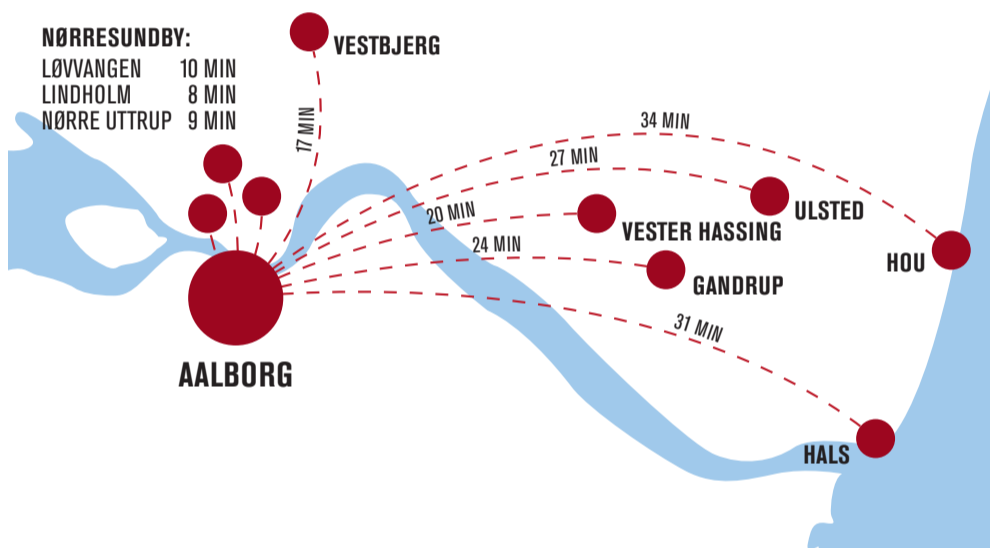 NØRRESUNDBY:
LØVVANGEN 10 MIN
LINDHOLM 8 MIN
NØRRE UTTRUP 9 MIN
VESTBJERG
17 MIN
34 MIN
27 MIN
20 MIN
24 MIN
31 MIN
ULSTED
VESTER HASSING
HOU
GANDRUP
AALBORG
HALS